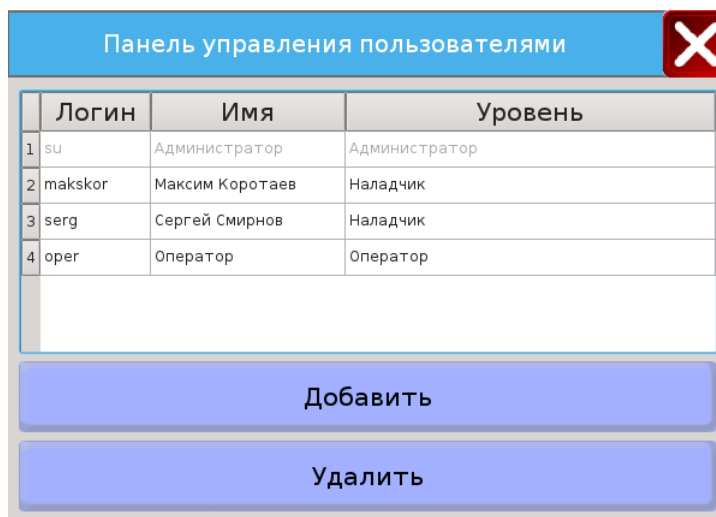 Панель управления пользователями
Логин Имя Уровень
1 su Администратор Администратор
2 makskor Максим Коротаев Наладчик
3 serg Сергей Смирнов Наладчик
4 oper Оператор Оператор
Добавить
Удалить